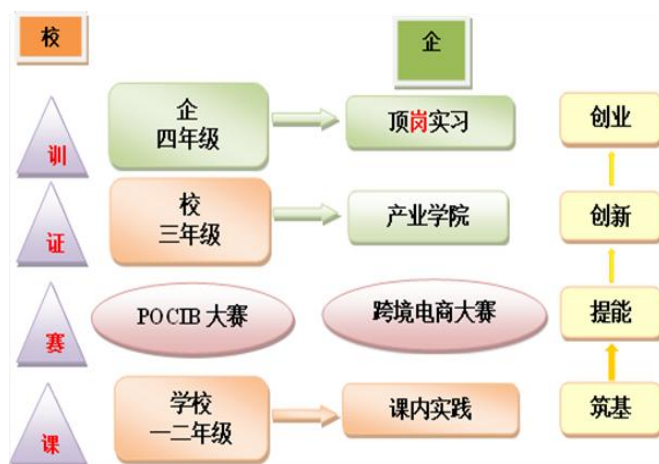 校
企
训
企
四年级
顶岗实习
创业
证
校
三年级
产业学院
创新
赛
POCIB 大赛
跨境电商大赛
提能
课
学校
一二年级
课内实践
筑基